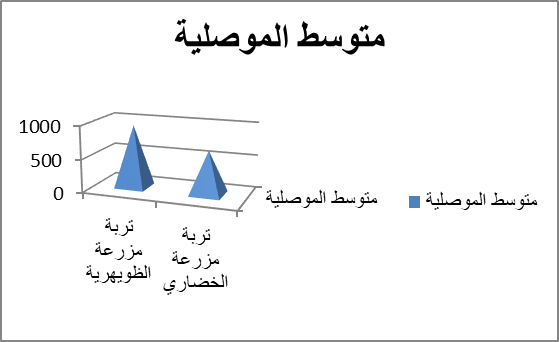 متوسط الموصلية
1000
500
0
متوسط الموصلية
متوسط الموصلية
تربة
مزرعة
الظويهرية
تربة
مزرعة
الخضاري